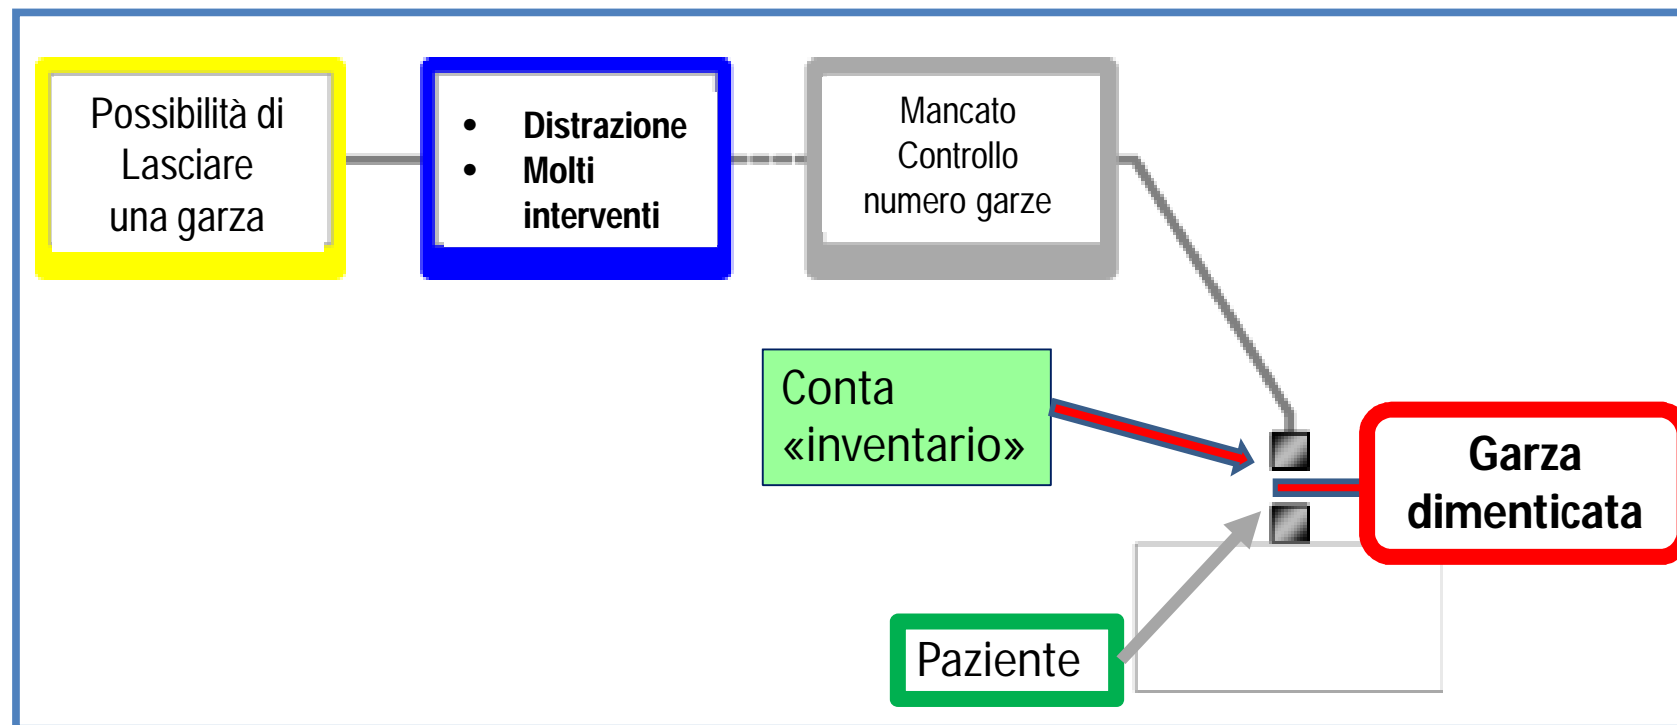 Possibilità di
Lasciare
una garza
• Distrazione
• Molti
interventi
Mancato
Controllo
numero garze
Conta
«inventario»
Garza
dimenticata
Paziente